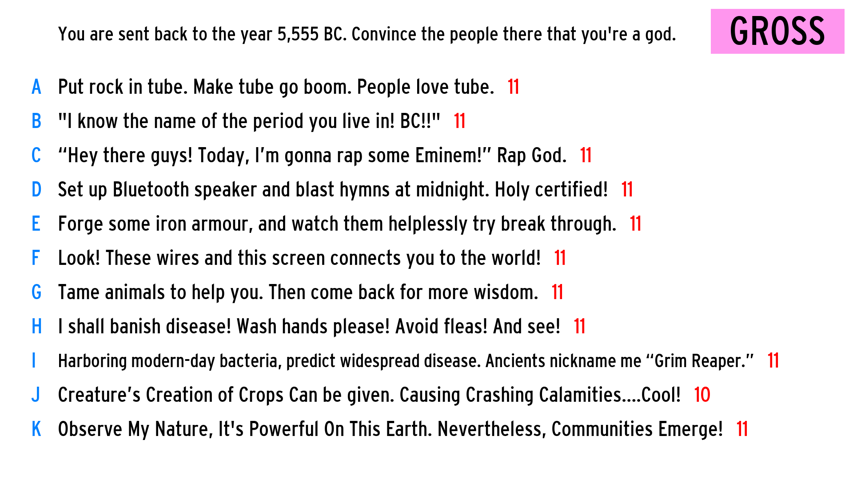 You are sent back to the year 5,555 BC. Convince the people there that you're a god.
GROSS
A Put rock in tube. Make tube go boom. People love tube. 11
B "I know the name of the period you live in! BC!!" 11
C “Hey there guys! Today, I’m gonna rap some Eminem!” Rap God. 11
D Set up Bluetooth speaker and blast hymns at midnight. Holy certified! 11
E Forge some iron armour, and watch them helplessly try break through. 11
F Look! These wires and this screen connects you to the world! 11
G Tame animals to help you. Then come back for more wisdom. 11
H I shall banish disease! Wash hands please! Avoid fleas! And see! 11
I Harboring modern-day bacteria, predict widespread disease. Ancients nickname me “Grim Reaper.” 11
J Creature’s Creation of Crops Can be given. Causing Crashing Calamities....Cool! 10
K Observe My Nature, It's Powerful On This Earth. Nevertheless, Communities Emerge! 11